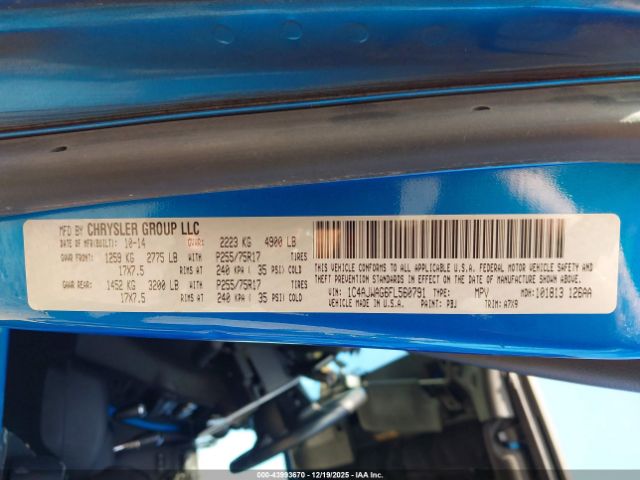 MFD BY CHRYSLER GROUP LLC
DATE OF MFR(BUILT): 10-14 GVWR: 2223 KG 4900 LB
GAWR FRONT: 1259 KG 2775 LB P255/75R17 TIRES
17X7.5 RIMS AT 240 KPA( 35 PSI) COLD
GAWR REAR: 1452 KG 3200 LB P255/75R17 TIRES
17X7.5 RIMS AT 240 KPA( 35 PSI) COLD
THIS VEHICLE CONFORMS TO ALL APPLICABLE U.S.A. FEDERAL MOTOR VEHICLE SAFETY, BUMPER AND THEFT
PREVENTION STANDARDS IN EFFECT ON THE DATE OF MANUFACTURE SHOWN ABOVE.
VIN: 1C4AJWAG6FL560791 TYPE: MPV MDH:101813 126AA
VEHICLE MADE IN U.S.A. PAINT: PBJ TRIM: A7X9
000-43993670 - 12/19/2025 - IAA, Inc.